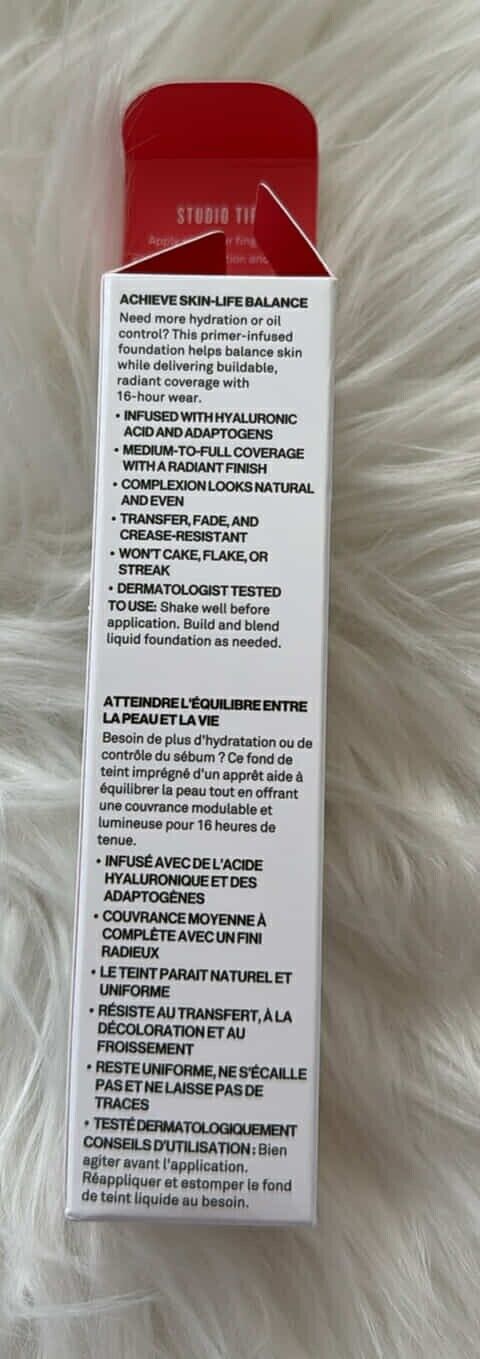 STUDIO
Apply
and
ACHIEVE SKIN-LIFE BALANCE
Need more hydration or oil
control? This primer-infused
foundation helps balance skin
while delivering buildable,
radiant coverage with
16-hour wear.
• INFUSED WITH HYALURONIC
ACID AND ADAPTOGENS
• MEDIUM-TO-FULL COVERAGE
WITH A RADIANT FINISH
• COMPLEXION LOOKS NATURAL
AND EVEN
• TRANSFER, FADE, AND
CREASE-RESISTANT
• WON'T CAKE, FLAKE, OR
STREAK
• DERMATOLOGIST TESTED
TO USE: Shake well before
application. Build and blend
liquid foundation as needed.
ATTEINDRE L'ÉQUILIBRE ENTRE
LA PEAU ET LA VIE
Besoin de plus d'hydratation ou de
contrôle du sébum ? Ce fond de
teint imprégné d'un apprêt aide à
équilibrer la peau tout en offrant
une couvrance modulable et
lumineuse pour 16 heures de
tenue.
• INFUSÉ AVEC DE L'ACIDE
HYALURONIQUE ET DES
ADAPTOGÈNES
• COUVRANCE MOYENNE À
COMPLÈTE AVEC UN FINI
RADIEUX
• LE TEINT PARAIT NATUREL ET
UNIFORME
• RÉSISTE AU TRANSFERT, À LA
DÉCOLORATION ET AU
FROISSEMENT
• RESTE UNIFORME, NE S'ÉCAILLE
PAS ET NE LAISSE PAS DE
TRACES
• TESTÉ DERMATOLOGIQUEMENT
CONSEILS D'UTILISATION : Bien
agiter avant l'application.
Réappliquer et estomper le fond
de teint liquide au besoin.